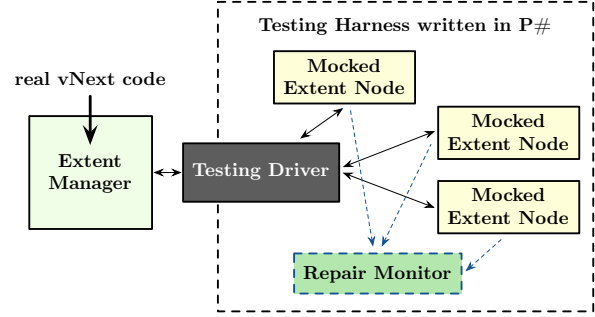 Testing Harness written in P#
real vNext code
Mocked
Extent Node
Mocked
Extent Node
Extent
Manager
Testing Driver
Mocked
Extent Node
Repair Monitor